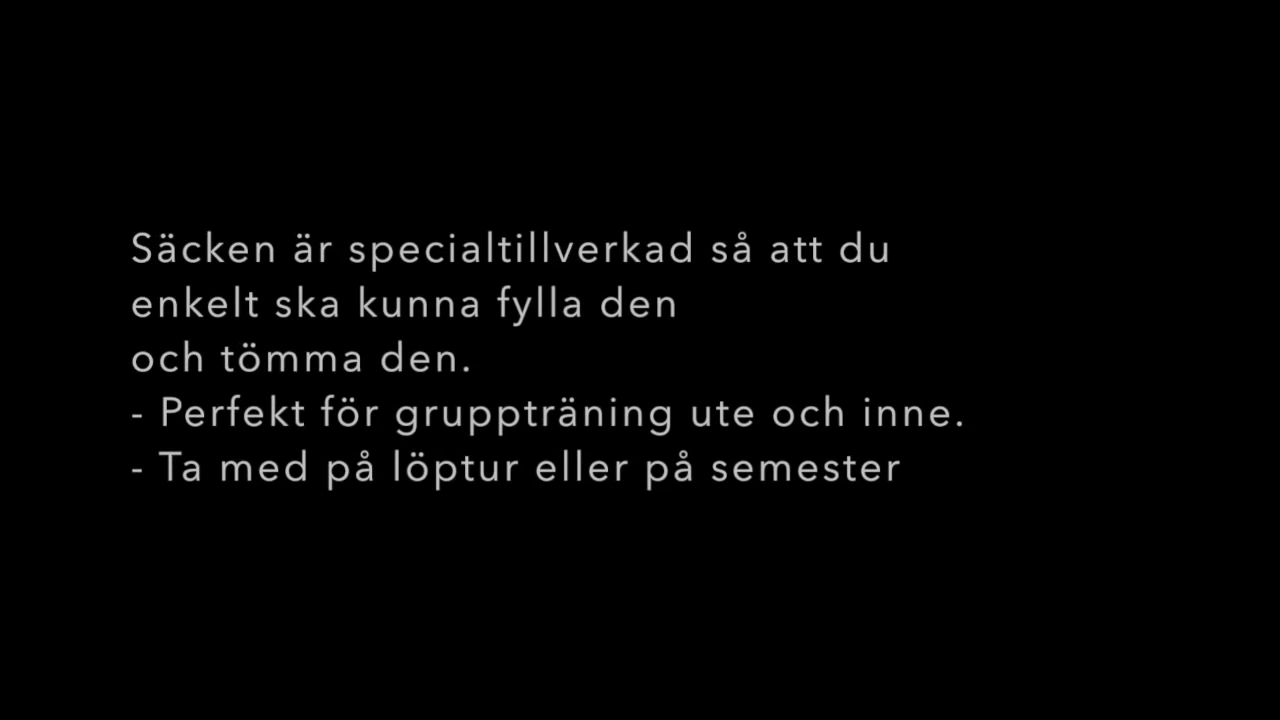 Säcken är specialtillverkad så att du
enkelt ska kunna fylla den
och tömma den.
- Perfekt för gruppträning ute och inne.
- Ta med på löptur eller på semester